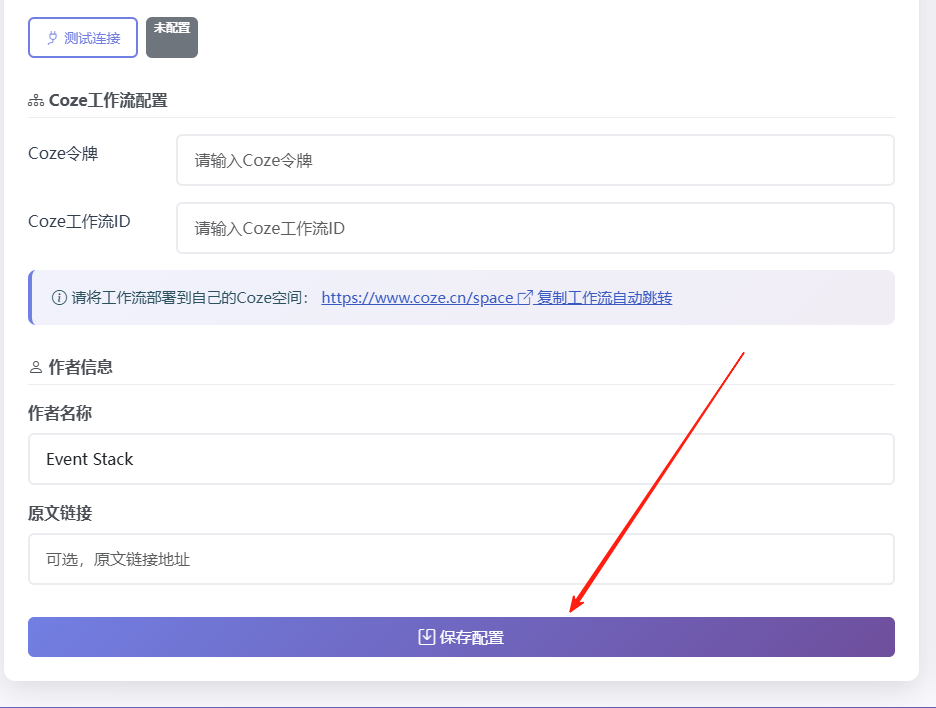 测试连接 未配置
Coze工作流配置
Coze令牌 请输入Coze令牌
Coze工作流ID 请输入Coze工作流ID
请将工作流部署到自己的Coze空间： https://www.coze.cn/space 复制工作流自动跳转
作者信息
作者名称
Event Stack
原文链接
可选，原文链接地址
保存配置